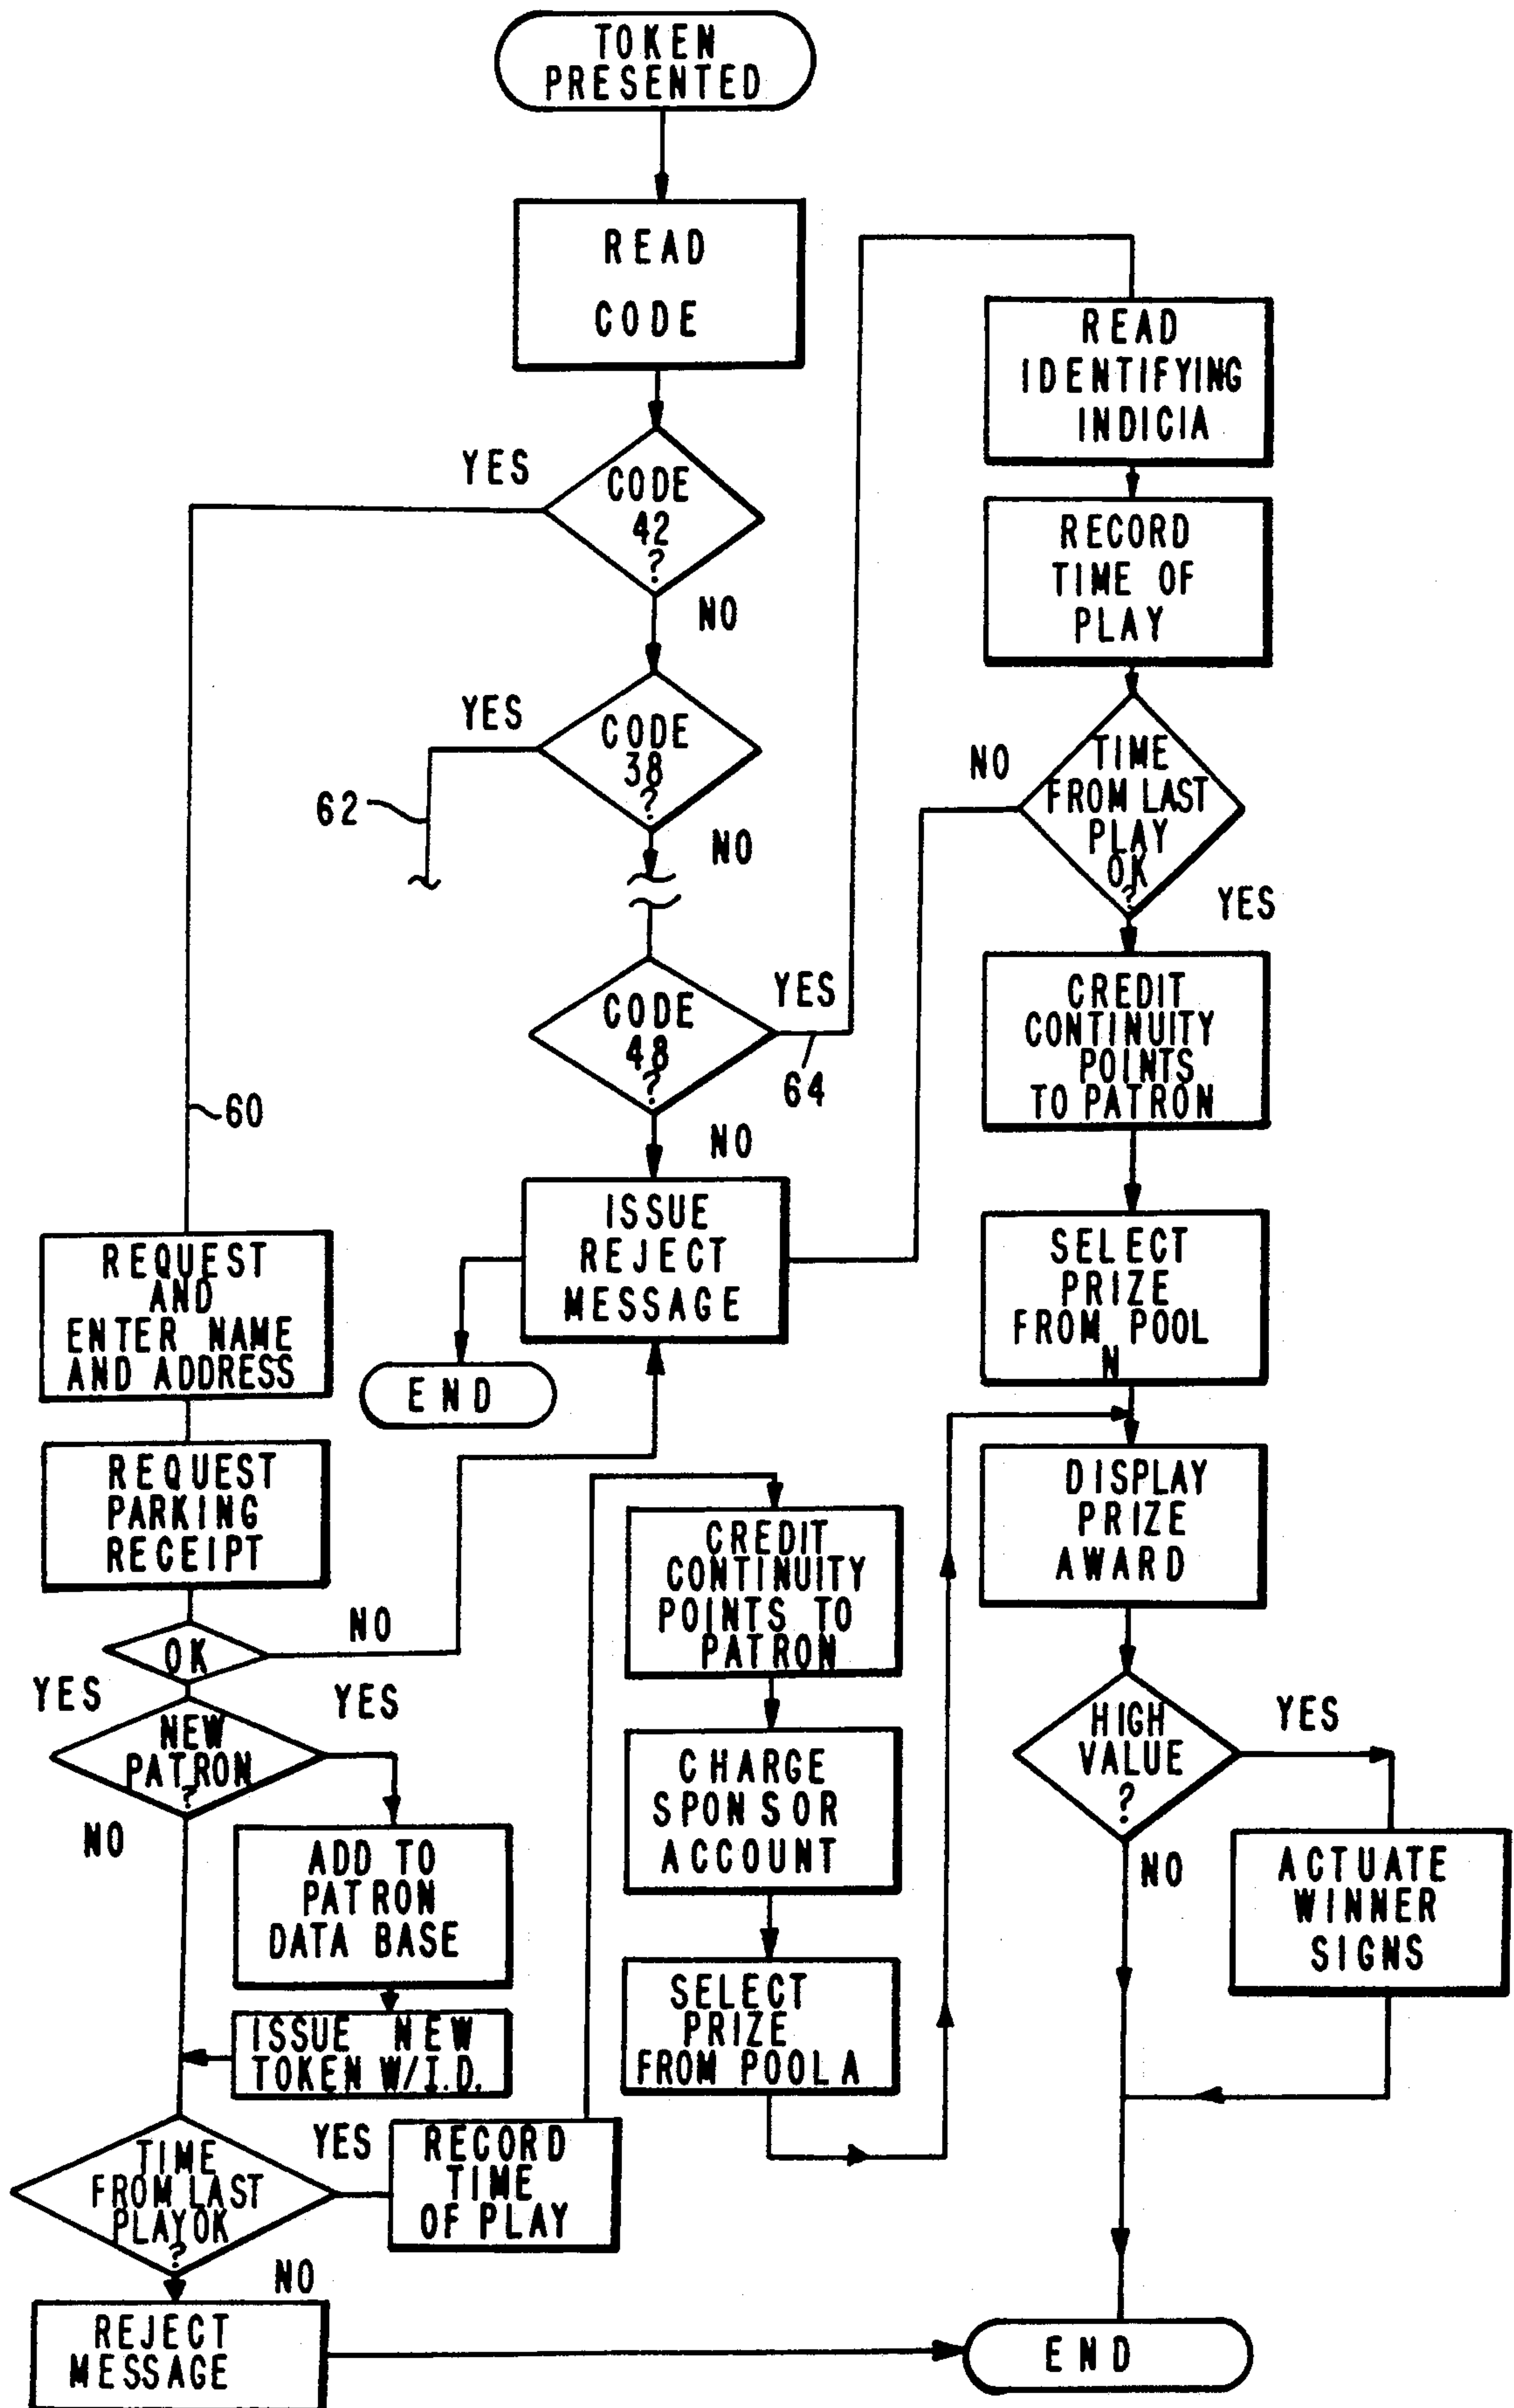 TOKEN
PRESENTED
READ
CODE
YES
CODE
42
?
NO
YES
CODE
38
?
62
NO
CODE
48
?
YES
64
NO
60
ISSUE
REJECT
MESSAGE
END
REQUEST
AND
ENTER NAME
AND ADDRESS
REQUEST
PARKING
RECEIPT
OK
NO
YES
NEW
PATRON
?
YES
NO
ADD TO
PATRON
DATA BASE
ISSUE NEW
TOKEN W/I.D.
TIME
FROM LAST
PLAY OK
?
YES
RECORD
TIME
OF PLAY
NO
REJECT
MESSAGE
CREDIT
CONTINUITY
POINTS TO
PATRON
CHARGE
SPONSOR
ACCOUNT
SELECT
PRIZE
FROM POOL A
READ
IDENTIFYING
INDICIA
RECORD
TIME OF
PLAY
TIME
FROM LAST
PLAY
OK
?
NO
YES
CREDIT
CONTINUITY
POINTS
TO PATRON
SELECT
PRIZE
FROM POOL
N
DISPLAY
PRIZE
AWARD
HIGH
VALUE
?
YES
NO
ACTUATE
WINNER
SIGNS
END